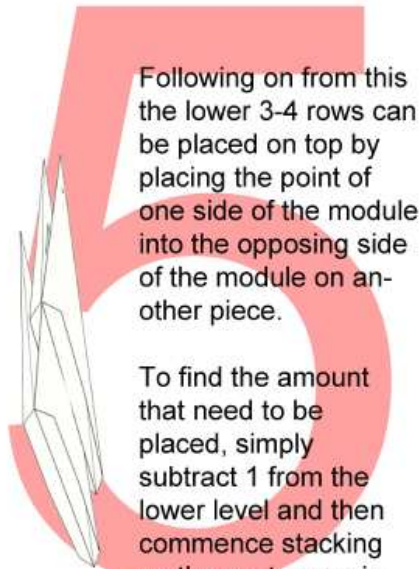 5
Following on from this
the lower 3-4 rows can
be placed on top by
placing the point of
one side of the module
into the opposing side
of the module on an-
other piece.
To find the amount
that need to be
placed, simply
subtract 1 from the
lower level and then
commence stacking